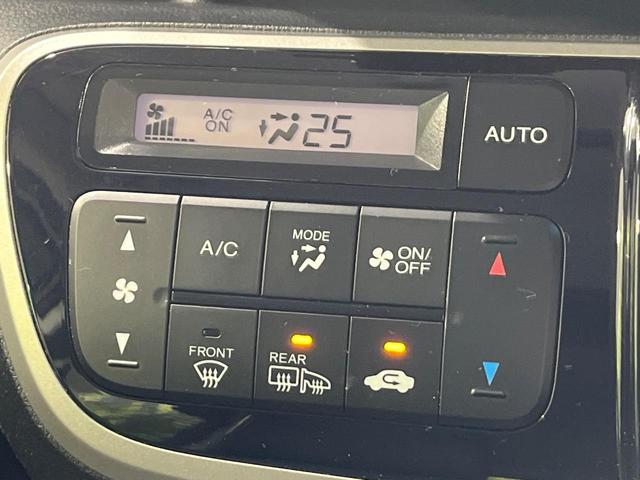 A/C
ON
25
AUTO
A/C
MODE
ON/
OFF
FRONT
REAR